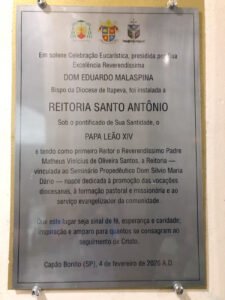 Em solene Celebração Eucarística, presidida por Sua
Excelência Reverendíssima
DOM EDUARDO MALASPINA
Bispo da Diocese de Itapeva, foi instalada a
REITORIA SANTO ANTÔNIO
Sob o pontificado de Sua Santidade, o
PAPA LEÃO XIV
e tendo como primeiro Reitor o Reverendíssimo Padre
Matheus Vinicius de Oliveira Santos, a Reitoria —
vinculada ao Seminário Propedêutico Dom Silvio Maria
Dário — nasce dedicada à promoção das vocações
diocesanas, à formação pastoral e missionária e ao
serviço evangelizador da comunidade.
Que este lugar seja sinal de fé, esperança e caridade,
inspiração e amparo para quantos se consagram ao
seguimento de Cristo.
Capão Bonito (SP), 4 de fevereiro de 2026 A.D.